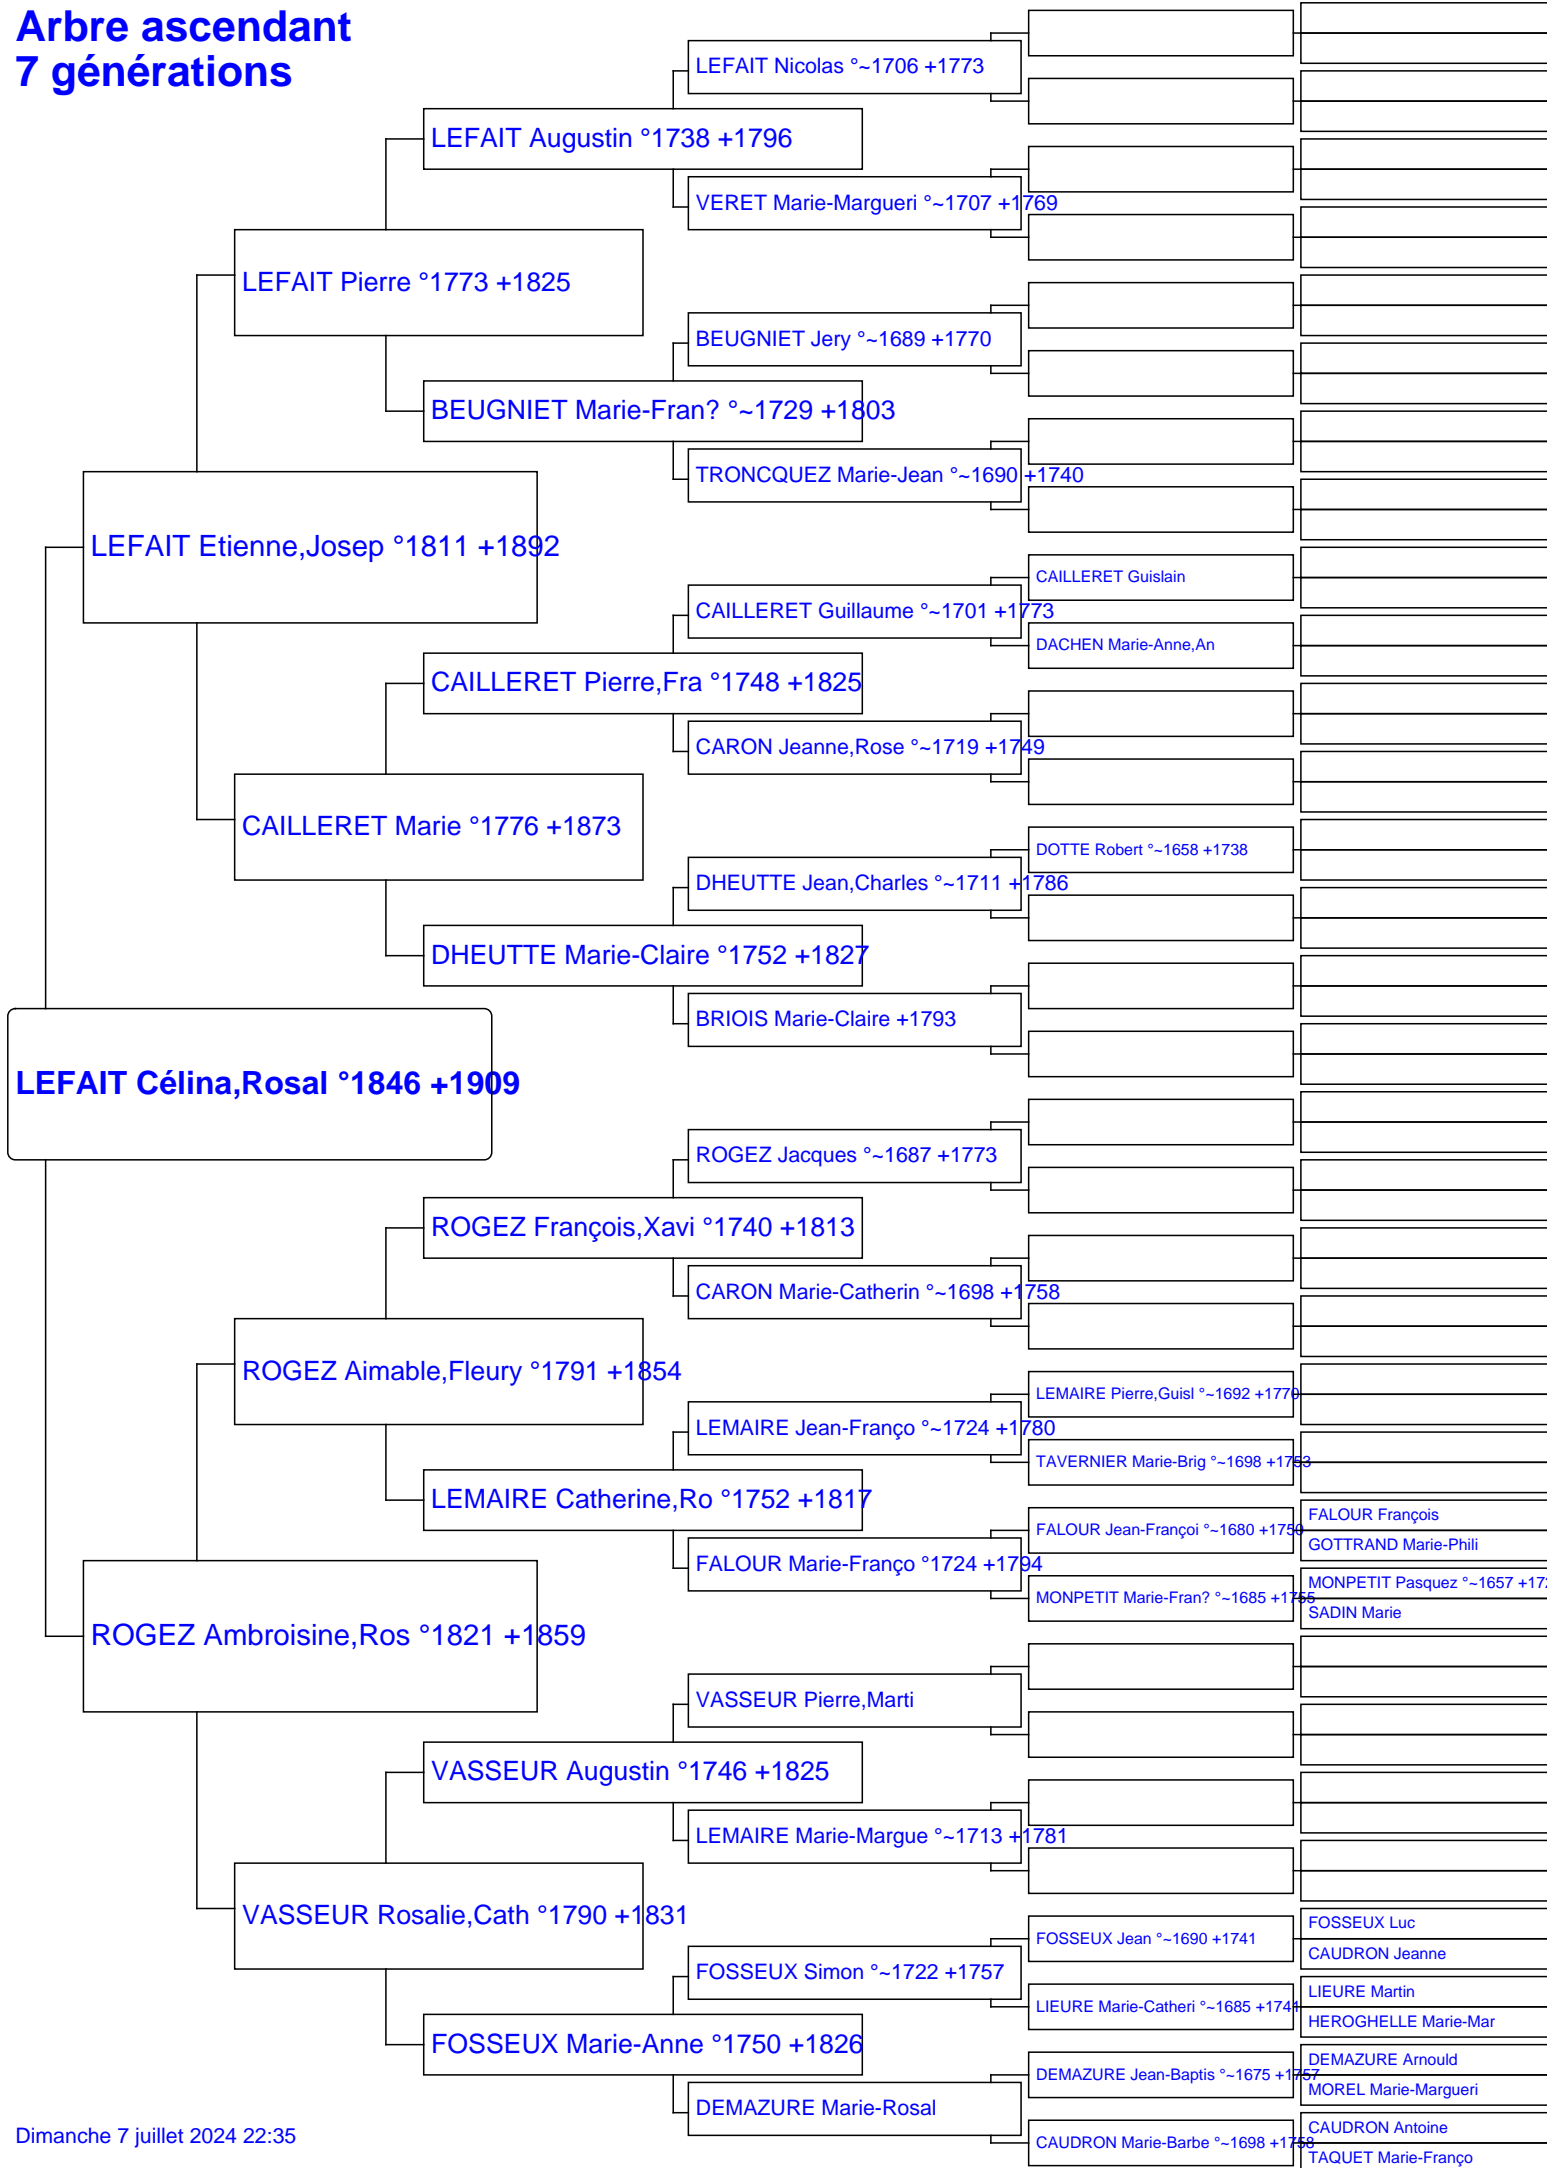 Arbre ascendant
7 générations
LEFAIT Nicolas °~1706 +1773
LEFAIT Augustin °1738 +1796
VERET Marie-Margueri °~1707 +1769
LEFAIT Pierre °1773 +1825
BEUGNIET Jery °~1689 +1770
BEUGNIET Marie-Fran? °~1729 +1803
TRONCQUEZ Marie-Jean °~1690 +1740
LEFAIT Etienne,Josep °1811 +1892
CAILLERET Guislain
CAILLERET Guillaume °~1701 +1773
DACHEN Marie-Anne,An
CAILLERET Pierre,Fra °1748 +1825
CARON Jeanne,Rose °~1719 +1749
CAILLERET Marie °1776 +1873
DOTTE Robert °~1658 +1738
DHEUTTE Jean,Charles °~1711 +1786
DHEUTTE Marie-Claire °1752 +1827
BRIOIS Marie-Claire +1793
LEFAIT Célina,Rosal °1846 +1909
ROGEZ Jacques °~1687 +1773
ROGEZ François,Xavi °1740 +1813
CARON Marie-Catherin °~1698 +1758
ROGEZ Aimable,Fleury °1791 +1854
LEMAIRE Pierre,Guisl °~1692 +1770
LEMAIRE Jean-Franço °~1724 +1780
TAVERNIER Marie-Brig °~1698 +1753
LEMAIRE Catherine,Ro °1752 +1817
FALOUR François
FALOUR Jean-Françoi °~1680 +1750
GOTTRAND Marie-Phili
FALOUR Marie-Franço °1724 +1794
MONPETIT Pasquez °~1657 +172
MONPETIT Marie-Fran? °~1685 +1755
SADIN Marie
ROGEZ Ambroisine,Ros °1821 +1859
VASSEUR Pierre,Marti
VASSEUR Augustin °1746 +1825
LEMAIRE Marie-Margue °~1713 +1781
VASSEUR Rosalie,Cath °1790 +1831
FOSSEUX Luc
FOSSEUX Jean °~1690 +1741
CAUDRON Jeanne
FOSSEUX Simon °~1722 +1757
LIEURE Martin
LIEURE Marie-Catheri °~1685 +1741
HEROGHELLE Marie-Mar
FOSSEUX Marie-Anne °1750 +1826
DEMAZURE Arnould
DEMAZURE Jean-Baptis °~1675 +1757
MOREL Marie-Margueri
DEMAZURE Marie-Rosal
CAUDRON Antoine
CAUDRON Marie-Barbe °~1698 +1758
TAQUET Marie-Franço
Dimanche 7 juillet 2024 22:35